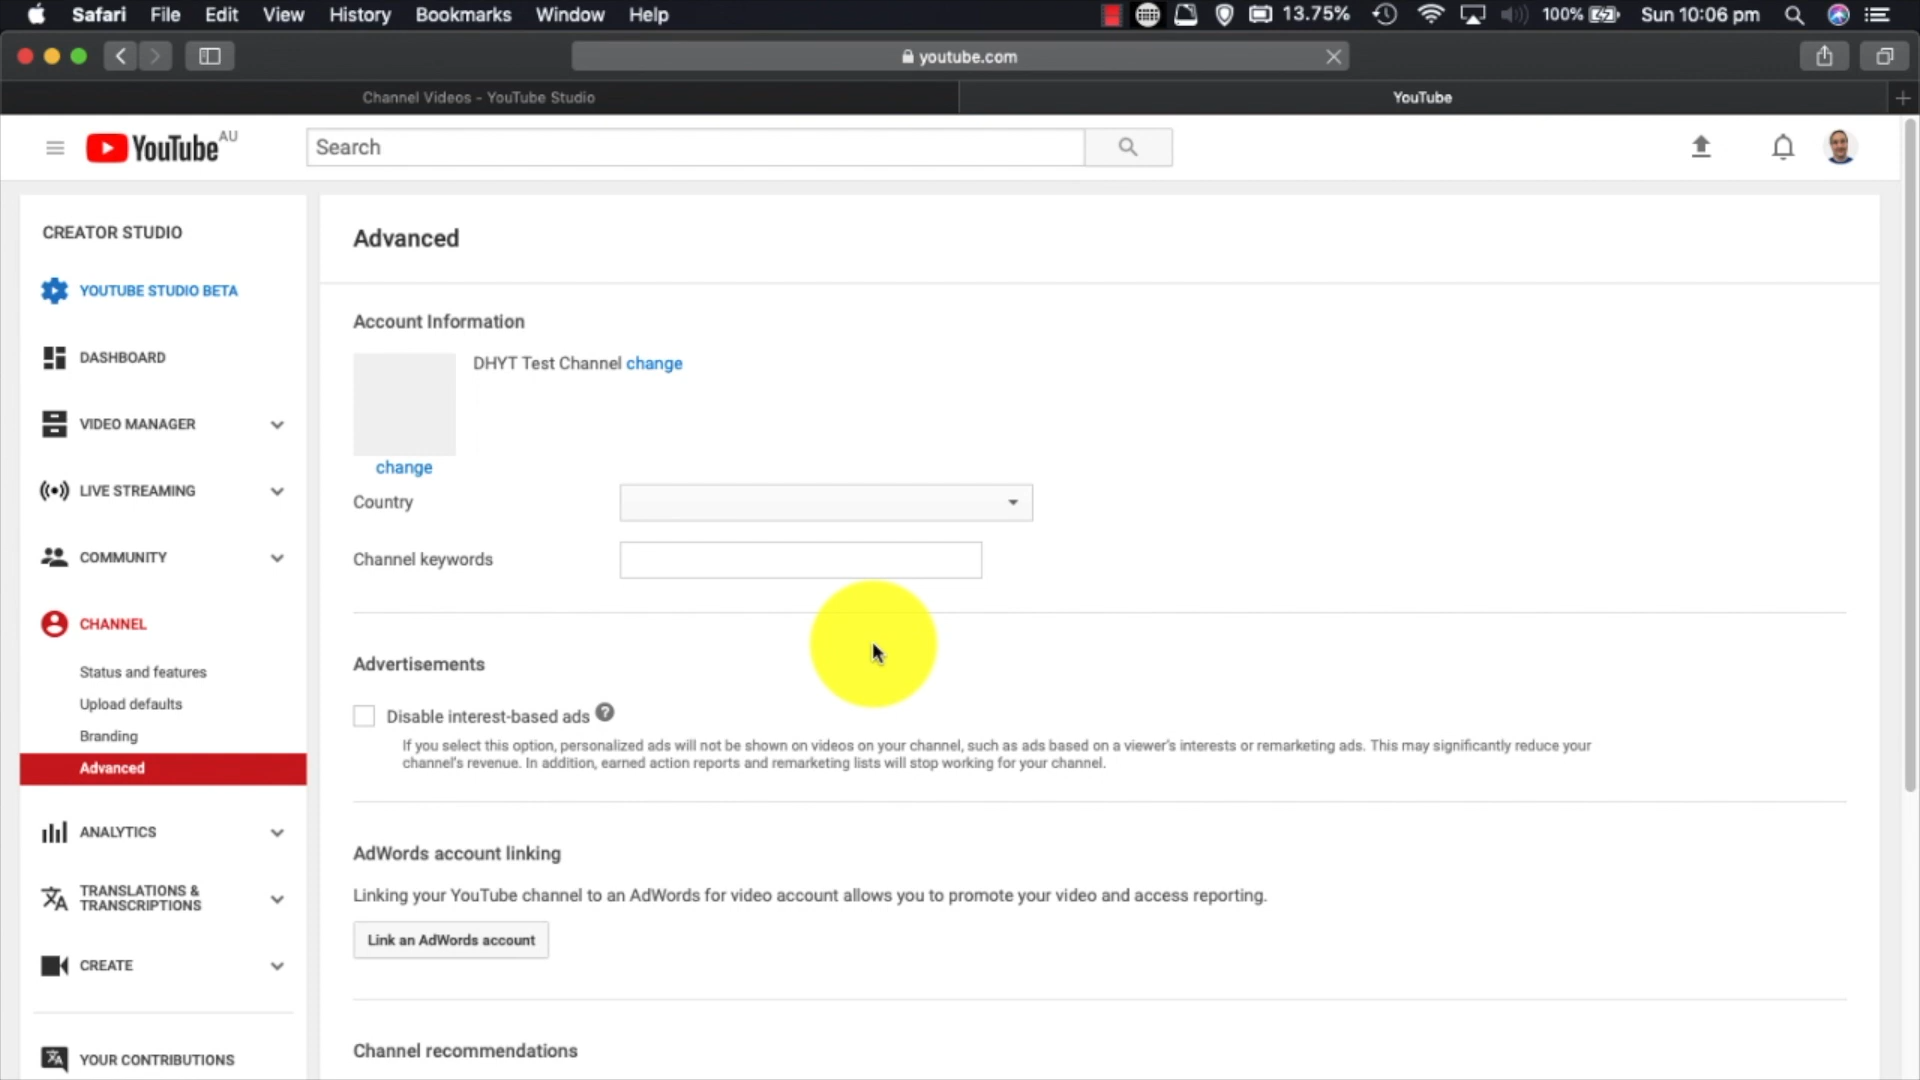 Safari File Edit View History Bookmarks Window Help 13.75% 100% Sun 10:06 pm
youtube.com
Channel Videos - YouTube Studio YouTube
YouTube AU Search
CREATOR STUDIO
YOUTUBE STUDIO BETA
DASHBOARD
VIDEO MANAGER
LIVE STREAMING
COMMUNITY
CHANNEL
Status and features
Upload defaults
Branding
Advanced
ANALYTICS
TRANSLATIONS &
TRANSCRIPTIONS
CREATE
YOUR CONTRIBUTIONS
Advanced
Account Information
DHYT Test Channel change
change
Country
Channel keywords
Advertisements
Disable interest-based ads ?
If you select this option, personalized ads will not be shown on videos on your channel, such as ads based on a viewer's interests or remarketing ads. This may significantly reduce your
channel's revenue. In addition, earned action reports and remarketing lists will stop working for your channel.
AdWords account linking
Linking your YouTube channel to an AdWords for video account allows you to promote your video and access reporting.
Link an AdWords account
Channel recommendations